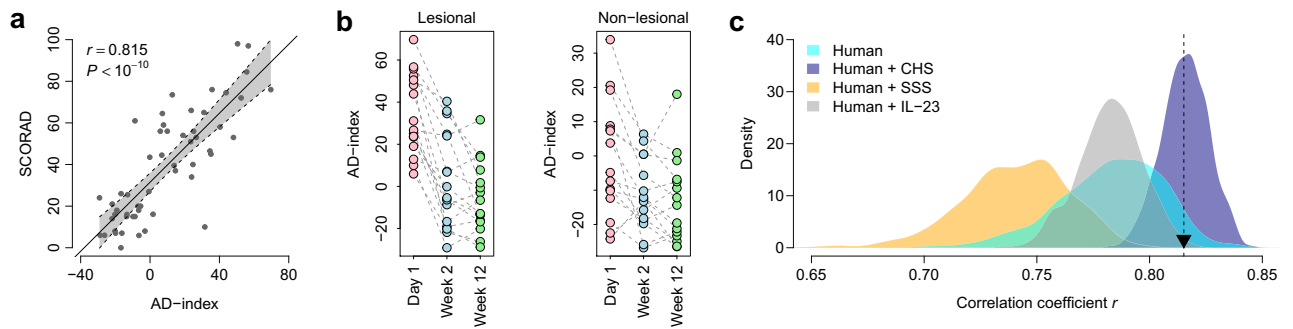 a
r = 0.815
P < 10−10
SCORAD
0 20 40 60 80 100
−40 0 40 80
AD−index
b
Lesional
AD−index
−20 0 20 40 60
Day 1 Week 2 Week 12
Non−lesional
AD−index
−20 0 10 20 30
Day 1 Week 2 Week 12
c
Human
Human + CHS
Human + SSS
Human + IL−23
Density
0 10 20 30 40
0.65 0.70 0.75 0.80 0.85
Correlation coefficient r